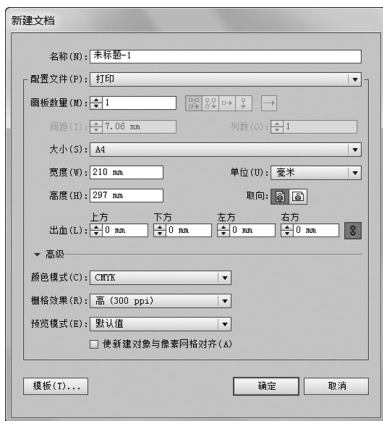 新建文档
名称(N): 未标题-1
配置文件(P): 打印
画板数量(M): 1
间距(I): 7.06 mm 列数(O): 1
大小(S): A4
宽度(W): 210 mm 单位(U): 毫米
高度(H): 297 mm 取向:
上方 下方 左方 右方
出血(L): 0 mm 0 mm 0 mm 0 mm
高级
颜色模式(C): CMYK
栅格效果(R): 高 (300 ppi)
预览模式(E): 默认值
使新建对象与像素网格对齐(A)
模板(T)... 确定 取消